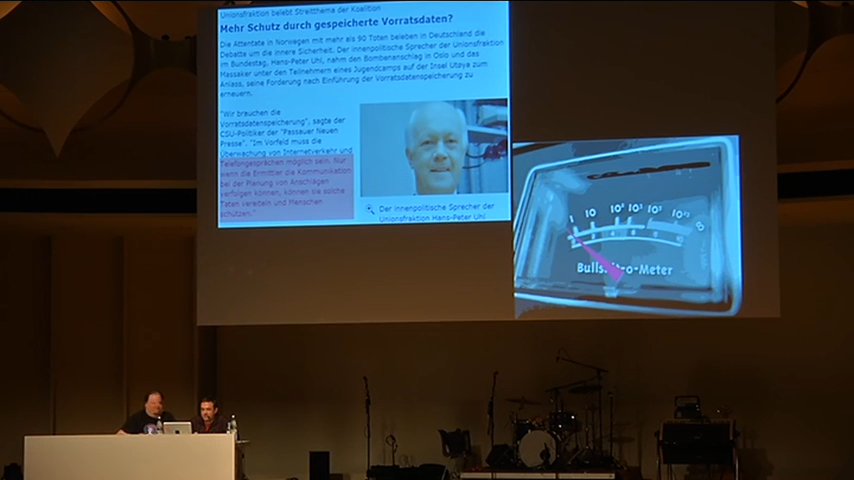 Unionsfraktion belebt Streitthema der Koalition
Mehr Schutz durch gespeicherte Vorratsdaten?
Die Attentate in Norwegen mit mehr als 90 Toten beleben in Deutschland die
Debatte um die innere Sicherheit. Der innenpolitische Sprecher der Unionsfraktion
im Bundestag, Hans-Peter Uhl, nahm den Bombenanschlag in Oslo und das
Massaker unter den Teilnehmern eines Jugendcamps auf der Insel Utøya zum
Anlass, seine Forderung nach Einführung der Vorratsdatenspeicherung zu
erneuern.
"Wir brauchen die
Vorratsdatenspeicherung", sagte der
CSU-Politiker der "Passauer Neuen
Presse". "Im Vorfeld muss die
Überwachung von Internetverkehr und
Telefongesprächen möglich sein. Nur
wenn die Ermittler die Kommunikation
bei der Planung von Anschlägen
verfolgen können, können sie solche
Taten vereiteln und Menschen
schützen."
Der innenpolitische Sprecher der
Unionsfraktion Hans-Peter Uhl
1 10
-o-Meter